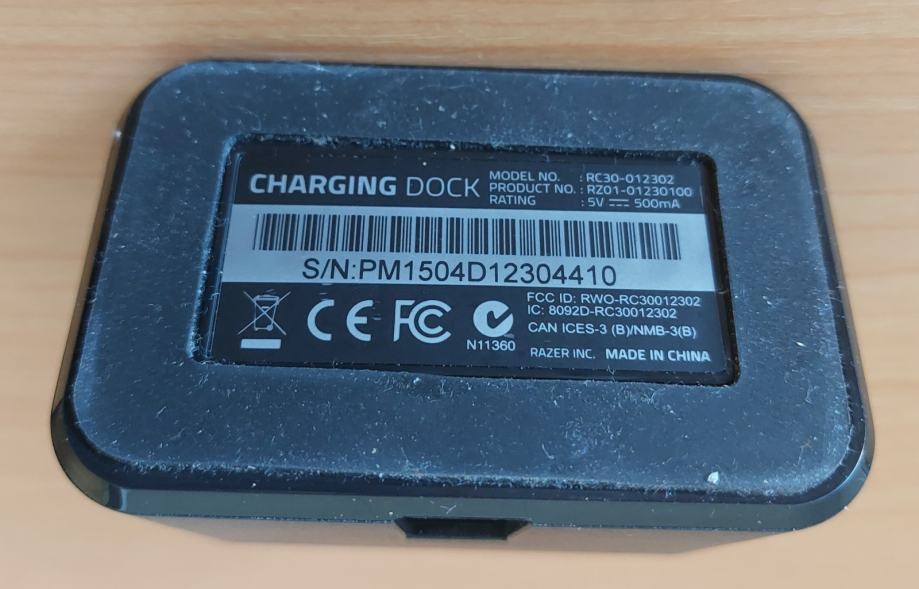 CHARGING DOCK
MODEL NO. : RC30-012302
PRODUCT NO. : RZ01-01230100
RATING : 5V ⎓ 500mA
S/N:PM1504D12304410
CE FC
N11360
FCC ID: RWO-RC30012302
IC: 8092D-RC30012302
CAN ICES-3 (B)/NMB-3(B)
RAZER INC. MADE IN CHINA